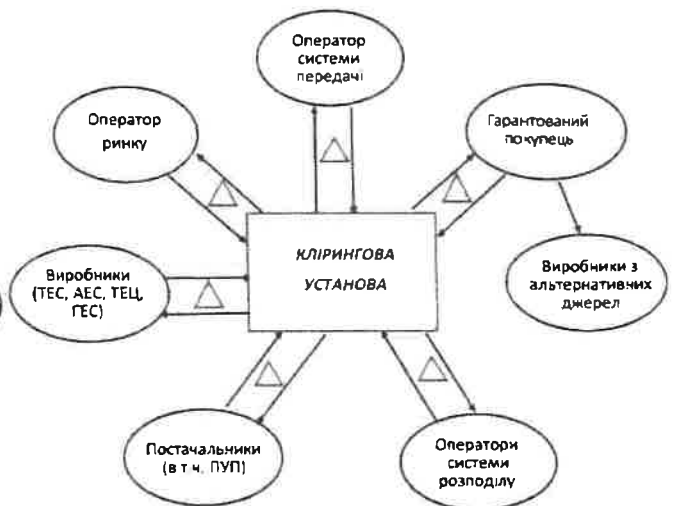 Оператор
системи
передачі
Оператор
ринку
Гарантований
покупець
КЛІРИНГОВА
УСТАНОВА
Виробники
(ТЕС, АЕС, ТЕЦ,
ГЕС)
Виробники з
альтернативних
джерел
Постачальники
(в т ч. ПУП)
Оператори
системи
розподілу